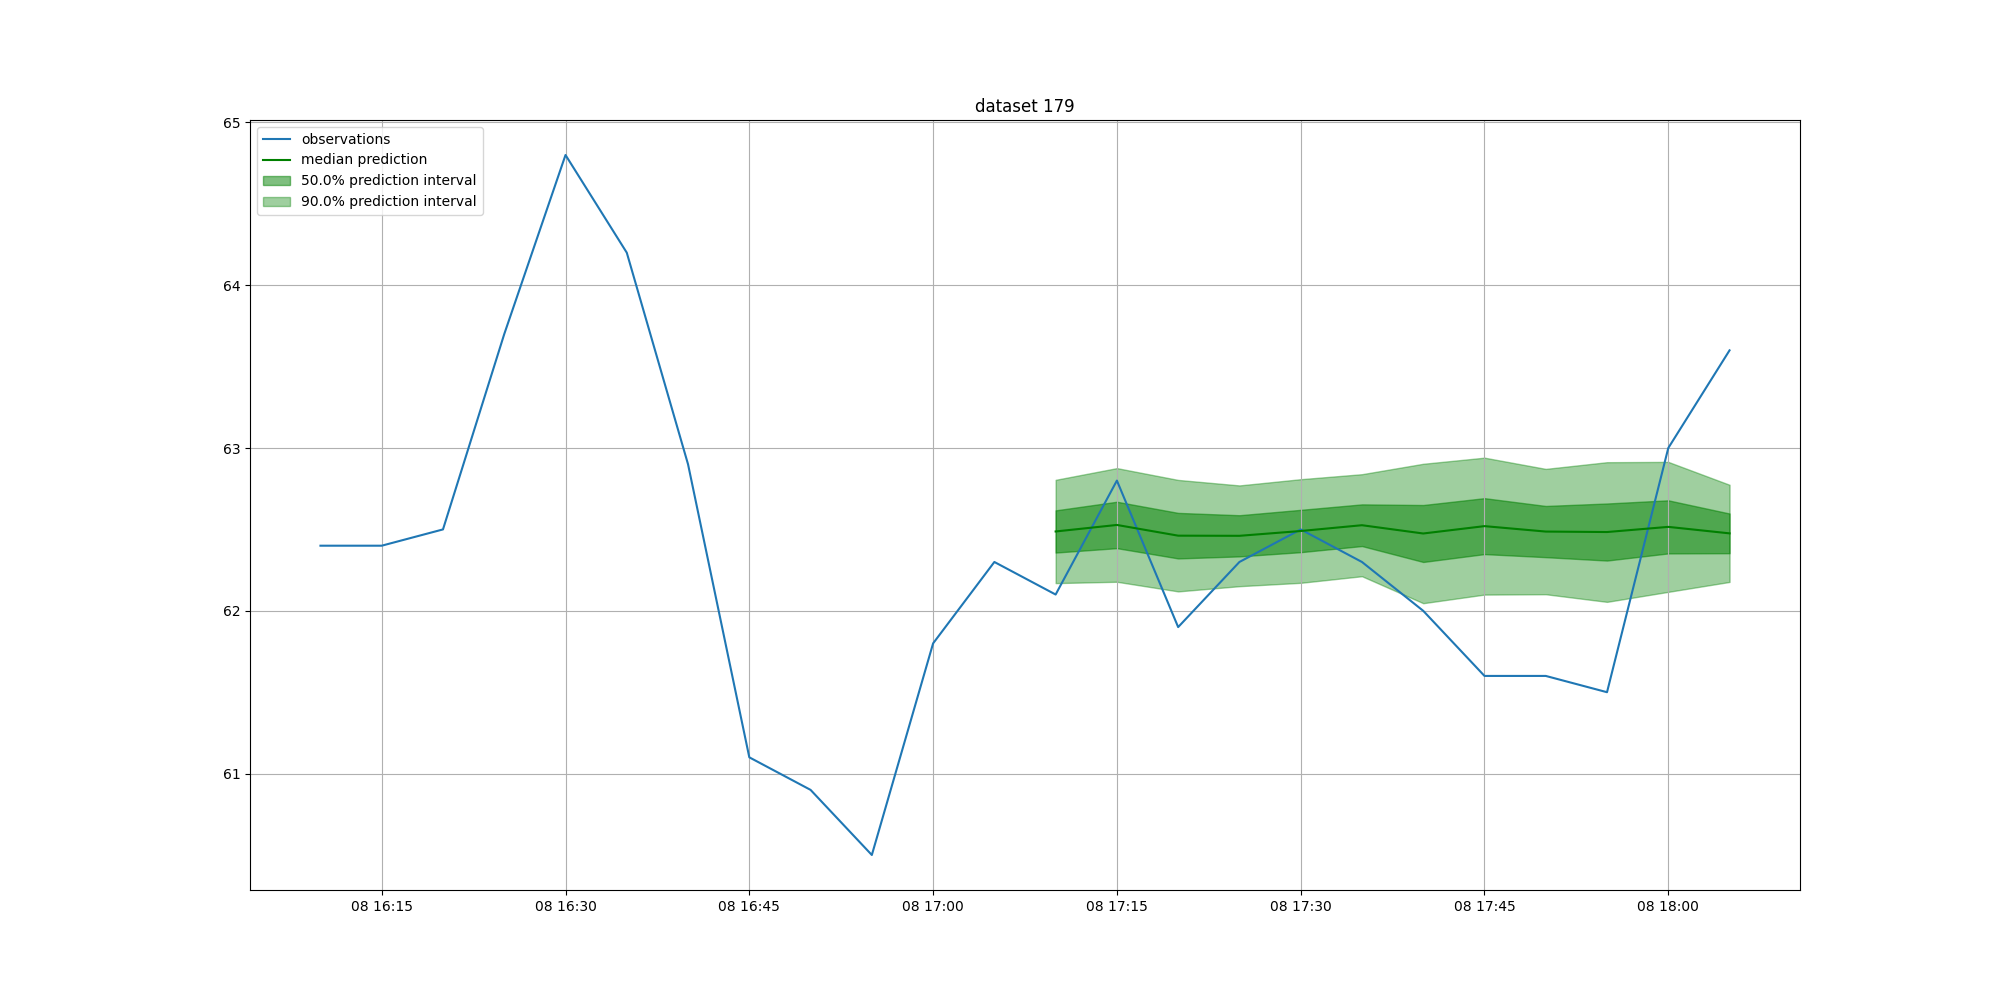 dataset 179
65
64
63
62
61
observations
median prediction
50.0% prediction interval
90.0% prediction interval
08 16:15
08 16:30
08 16:45
08 17:00
08 17:15
08 17:30
08 17:45
08 18:00